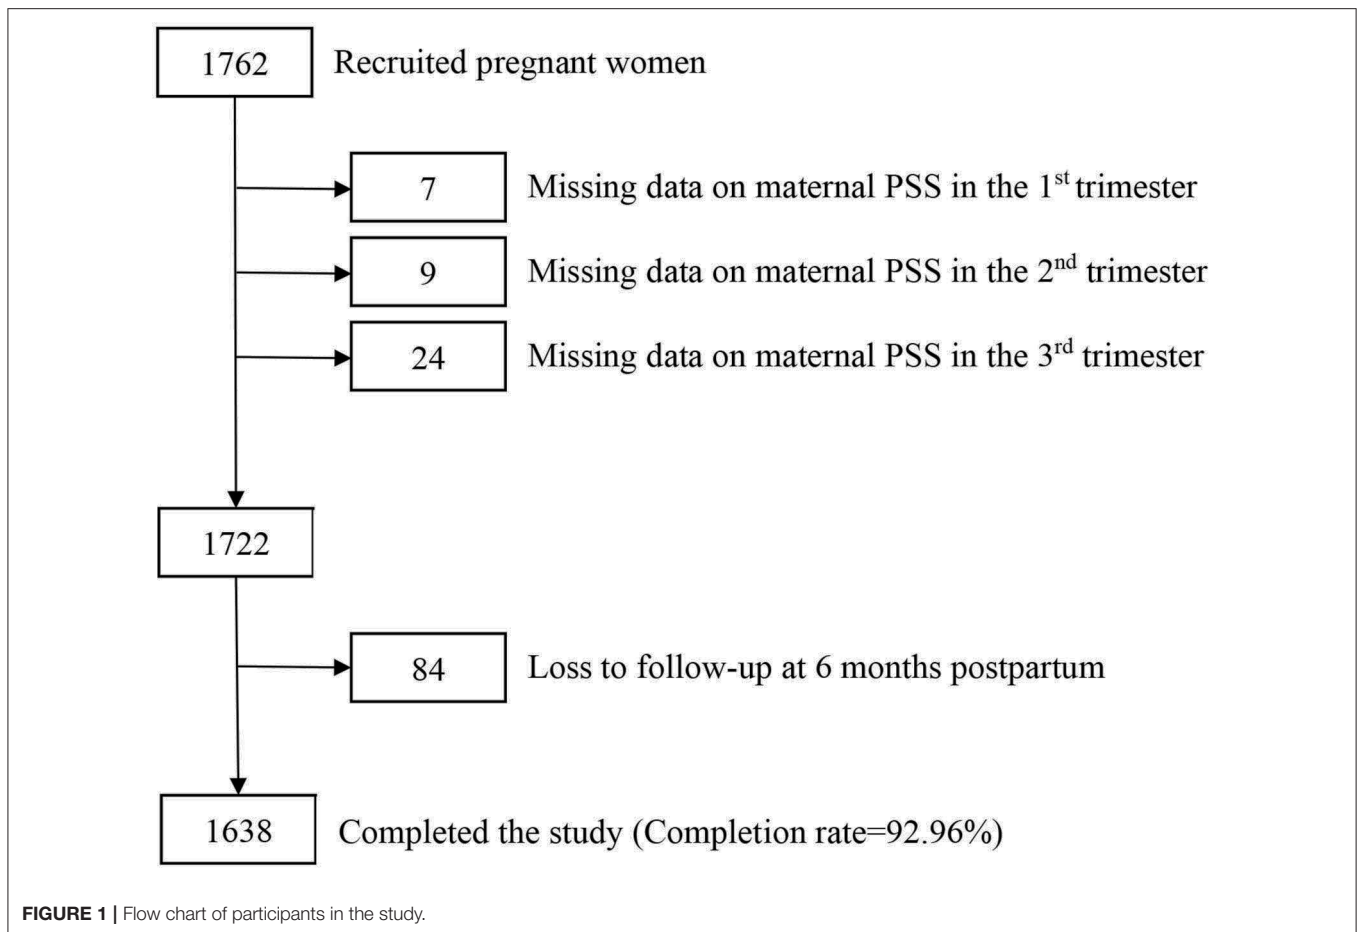 1762 Recruited pregnant women
7 Missing data on maternal PSS in the 1st trimester
9 Missing data on maternal PSS in the 2nd trimester
24 Missing data on maternal PSS in the 3rd trimester
1722
84 Loss to follow-up at 6 months postpartum
1638 Completed the study (Completion rate=92.96%)
FIGURE 1 | Flow chart of participants in the study.